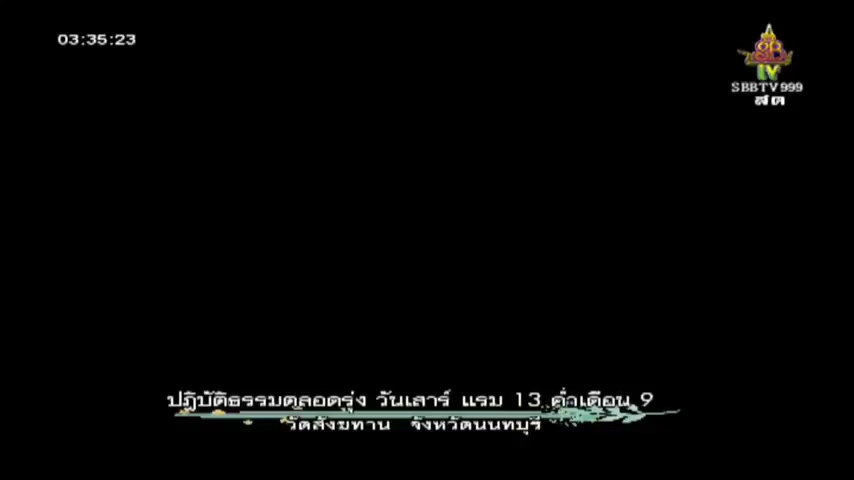 03:35:23
SBBTV999
สด
ปฏิบัติธรรมตลอดรุ่ง วันเสาร์ แรม 13 ค่ำเดือน 9
วัดสังฆทาน จังหวัดนนทบุรี